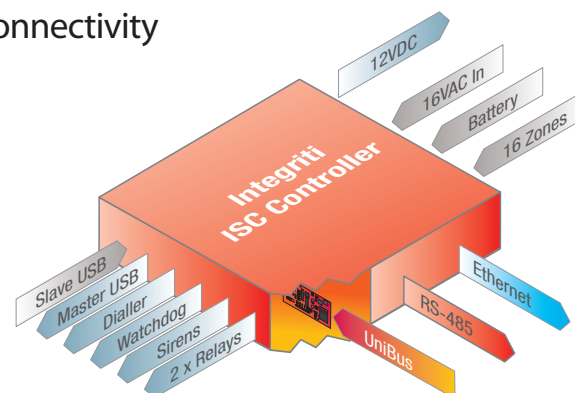 onnectivity
12VDC
16VAC In
Battery
16 Zones
Integriti
ISC Controller
Slave USB
Master USB
Dialler
Watchdog
Sirens
2 x Relays
Ethernet
RS-485
UniBus